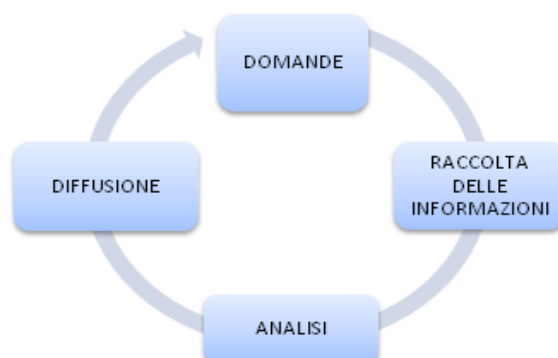 DOMANDE
RACCOLTA
DELLE
INFORMAZIONI
ANALISI
DIFFUSIONE